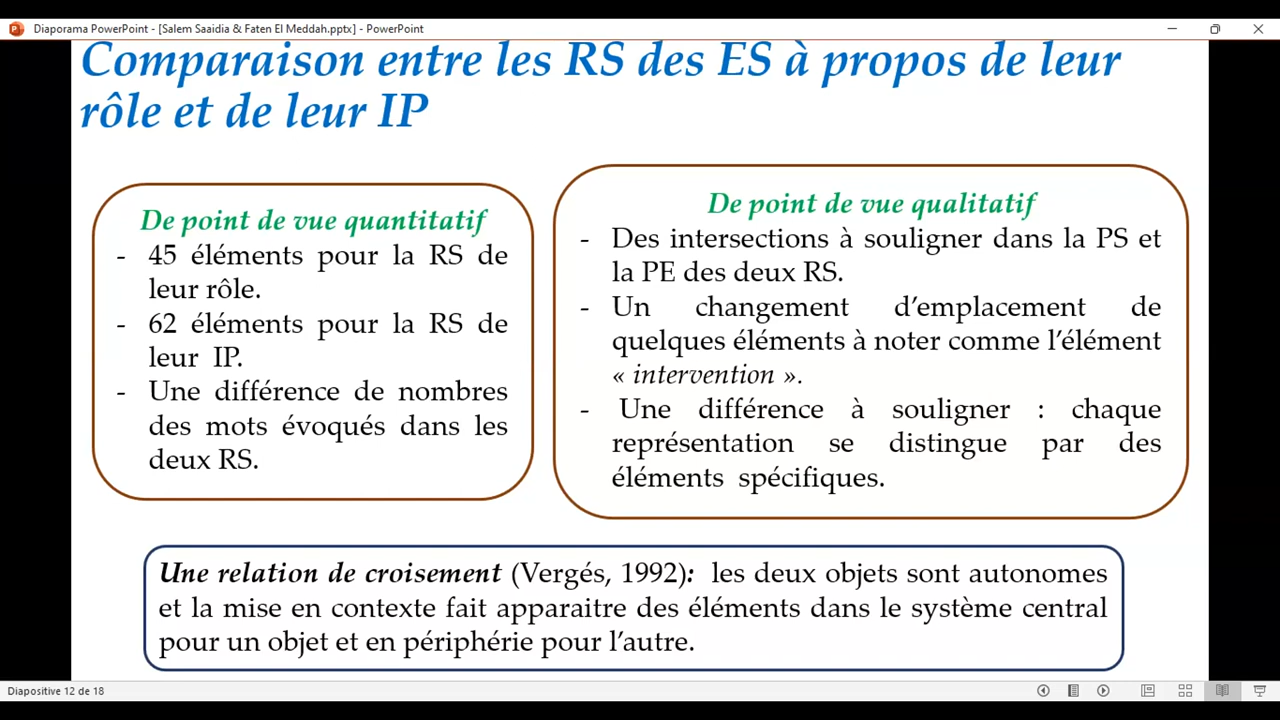 Diaporama PowerPoint - [Salem Saaidia & Faten El Meddah.pptx] - PowerPoint
Comparaison entre les RS des ES à propos de leur
rôle et de leur IP
De point de vue quantitatif
- 45 éléments pour la RS de
leur rôle.
- 62 éléments pour la RS de
leur IP.
- Une différence de nombres
des mots évoqués dans les
deux RS.
De point de vue qualitatif
- Des intersections à souligner dans la PS et
la PE des deux RS.
- Un changement d’emplacement de
quelques éléments à noter comme l’élément
« intervention ».
- Une différence à souligner : chaque
représentation se distingue par des
éléments spécifiques.
Une relation de croisement (Vergés, 1992): les deux objets sont autonomes
et la mise en contexte fait apparaitre des éléments dans le système central
pour un objet et en périphérie pour l’autre.
Diapositive 12 de 18